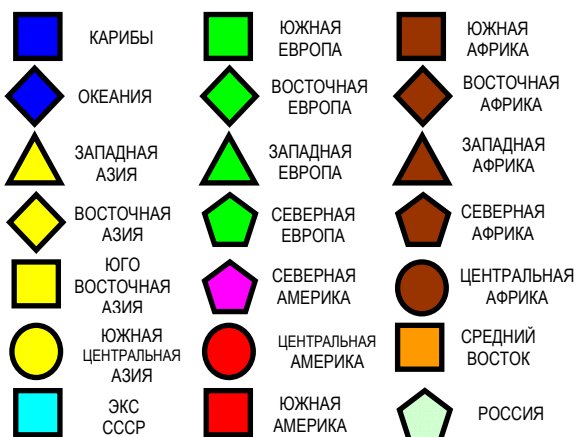 КАРИБЫ
ЮЖНАЯ
ЕВРОПА
ЮЖНАЯ
АФРИКА
ОКЕАНИЯ
ВОСТОЧНАЯ
ЕВРОПА
ВОСТОЧНАЯ
АФРИКА
ЗАПАДНАЯ
АЗИЯ
ЗАПАДНАЯ
ЕВРОПА
ЗАПАДНАЯ
АФРИКА
ВОСТОЧНАЯ
АЗИЯ
СЕВЕРНАЯ
ЕВРОПА
СЕВЕРНАЯ
АФРИКА
ЮГО
ВОСТОЧНАЯ
АЗИЯ
СЕВЕРНАЯ
АМЕРИКА
ЦЕНТРАЛЬНАЯ
АФРИКА
ЮЖНАЯ
ЦЕНТРАЛЬНАЯ
АЗИЯ
ЦЕНТРАЛЬНАЯ
АМЕРИКА
СРЕДНИЙ
ВОСТОК
ЭКС
СССР
ЮЖНАЯ
АМЕРИКА
РОССИЯ